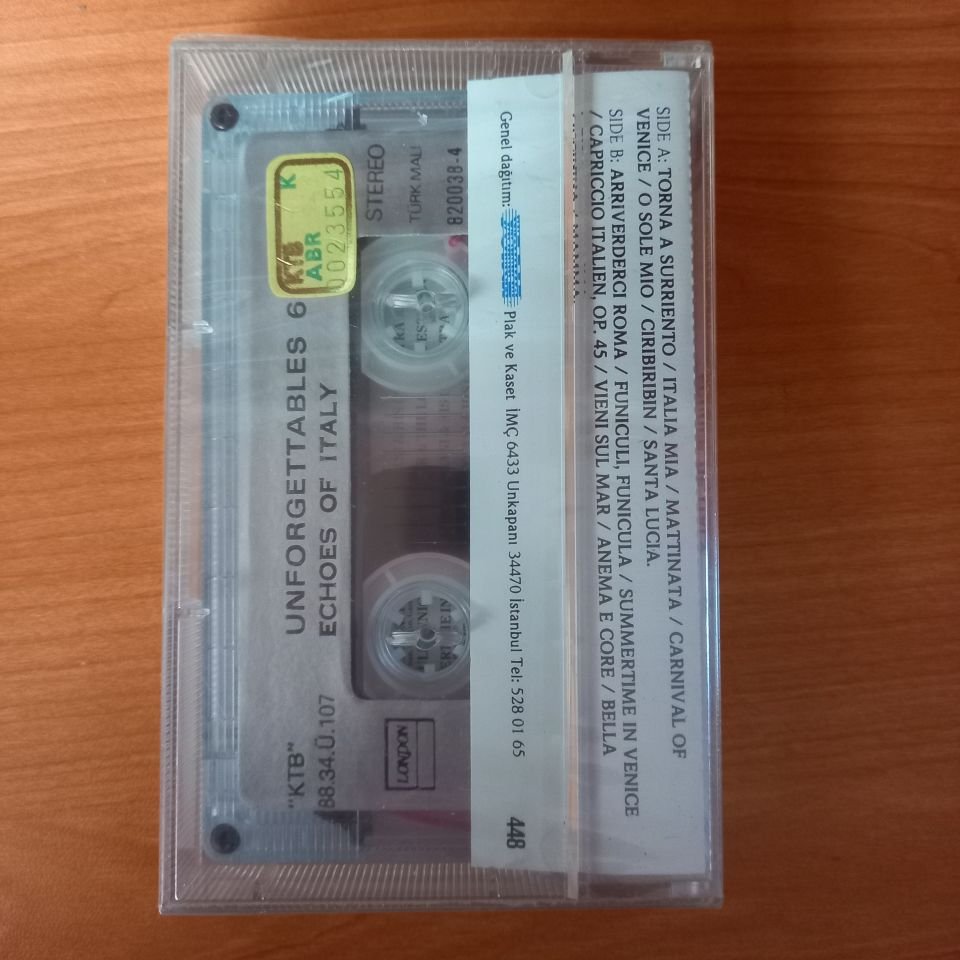 SIDE A: TORNA A SURRIENTO / ITALIA MIA / MATTINATA / CARNIVAL OF
VENICE / O SOLE MIO / CIRIBIRIBIN / SANTA LUCIA.
SIDE B: ARRIVERDERCI ROMA / FUNICULI, FUNICULA / SUMMERTIME IN VENICE
/ CAPRICCIO ITALIEN, OP. 45 / VIENI SUL MAR / ANEMA E CORE / BELLA
/ MAMMA.
Genel dağıtım: Plak ve Kaset İMÇ 6433 Unkapanı 34470 İstanbul Tel: 528 01 65
448
STEREO
TÜRK MALI
820038-4
K
KTB
ABR
0023554
UNFORGETTABLES 6
ECHOES OF ITALY
"KTB"
88.34.Ü.107
LONDON